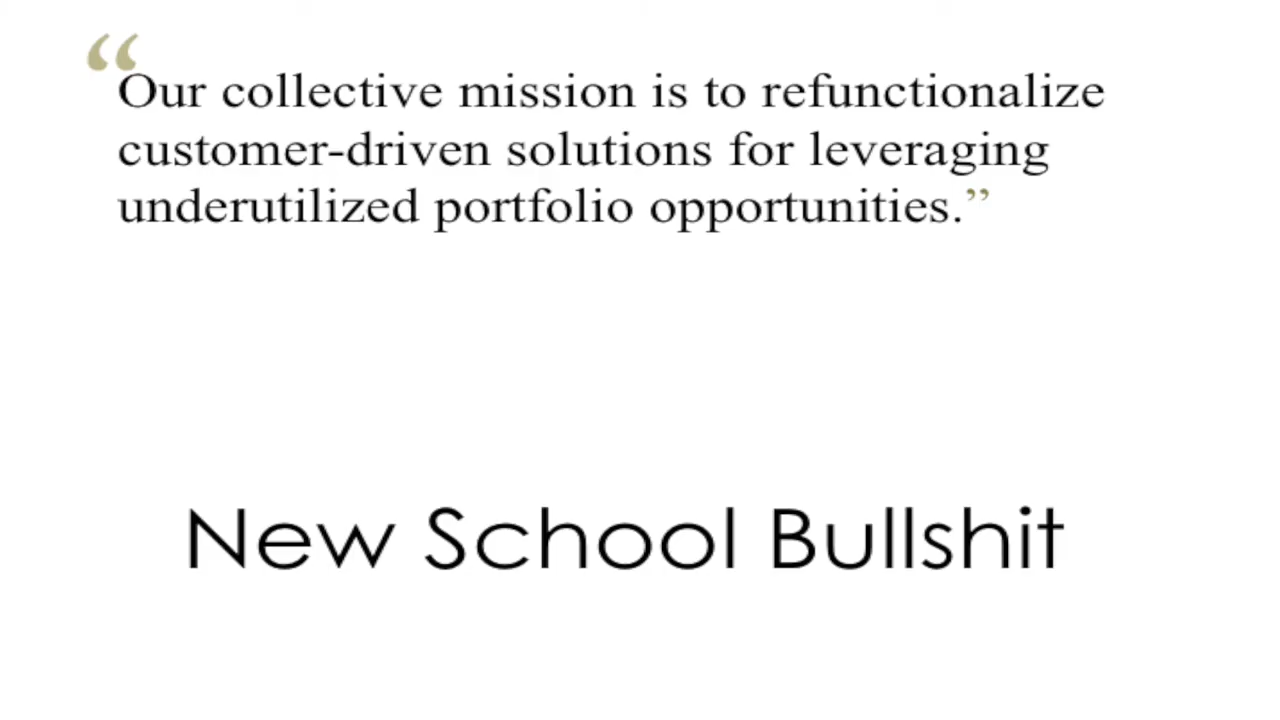 “Our collective mission is to refunctionalize
customer-driven solutions for leveraging
underutilized portfolio opportunities.”
New School Bullshit